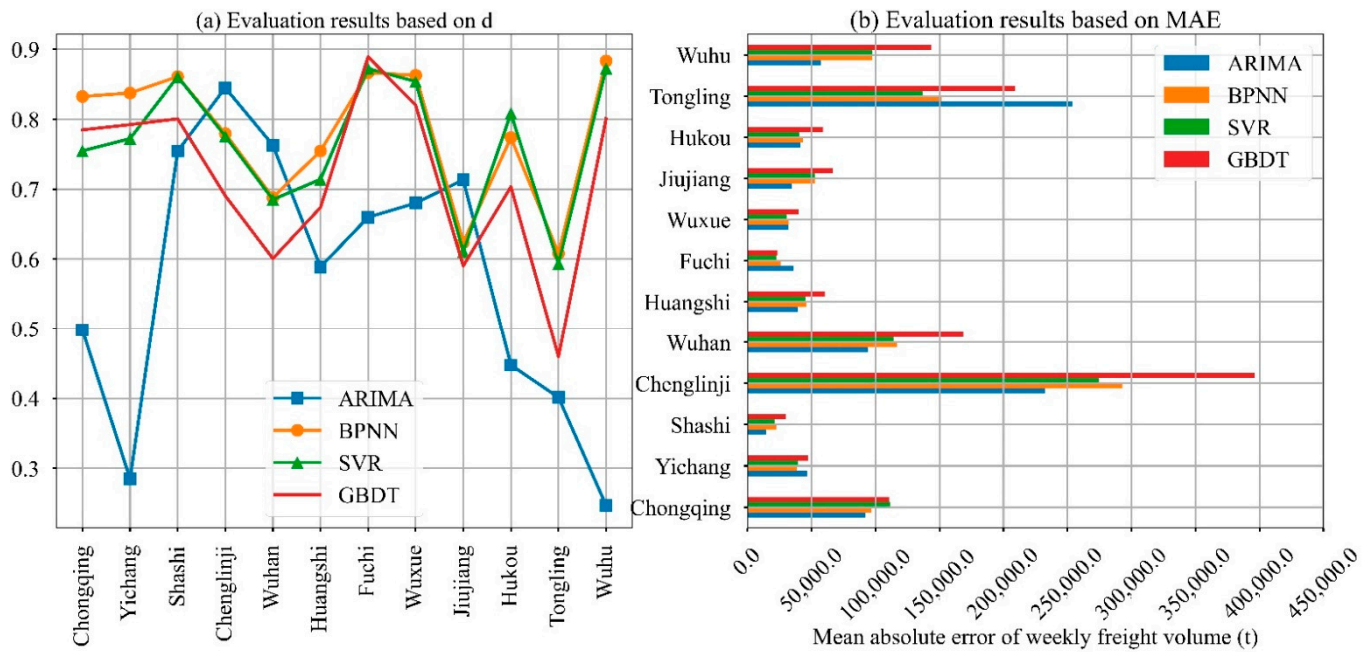 (a) Evaluation results based on d
0.9
0.8
0.7
0.6
0.5
0.4
0.3
ARIMA
BPNN
SVR
GBDT
Chongqing
Yichang
Shashi
Chenglinji
Wuhan
Huangshi
Fuchi
Wuxue
Jiujiang
Hukou
Tongling
Wuhu
(b) Evaluation results based on MAE
Wuhu
Tongling
Hukou
Jiujiang
Wuxue
Fuchi
Huangshi
Wuhan
Chenglinji
Shashi
Yichang
Chongqing
ARIMA
BPNN
SVR
GBDT
0.0
50,000.0
100,000.0
150,000.0
200,000.0
250,000.0
300,000.0
350,000.0
400,000.0
450,000.0
Mean absolute error of weekly freight volume (t)